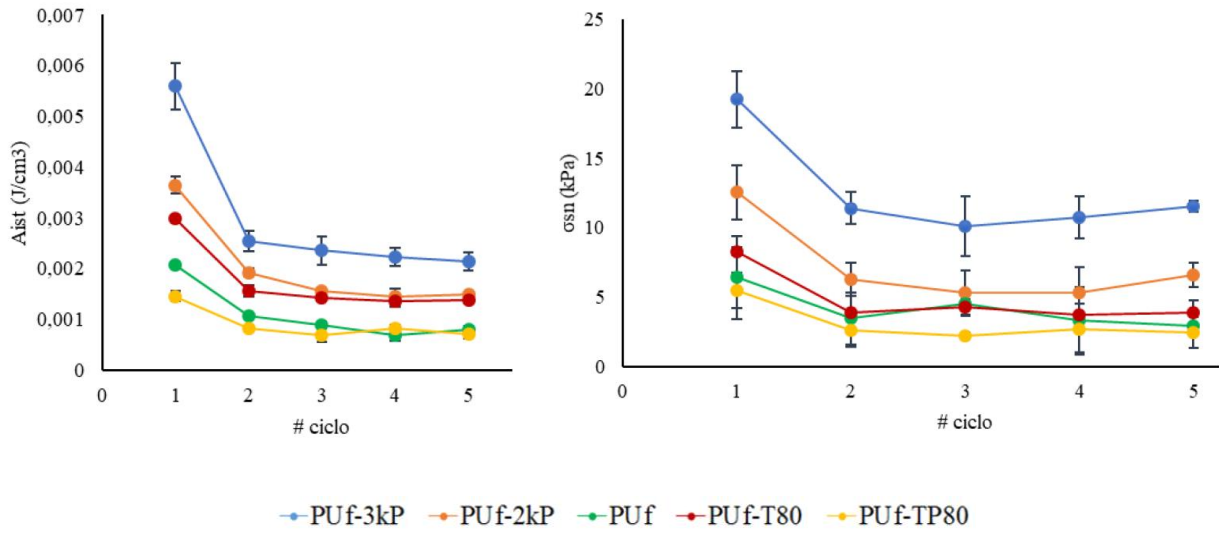 0,007
0,006
0,005
0,004
0,003
0,002
0,001
0
Aist (J/cm3)
0 1 2 3 4 5
# ciclo
25
20
15
10
5
0
σsn (kPa)
0 1 2 3 4 5
# ciclo
PUf-3kP PUf-2kP PUf PUf-T80 PUf-TP80